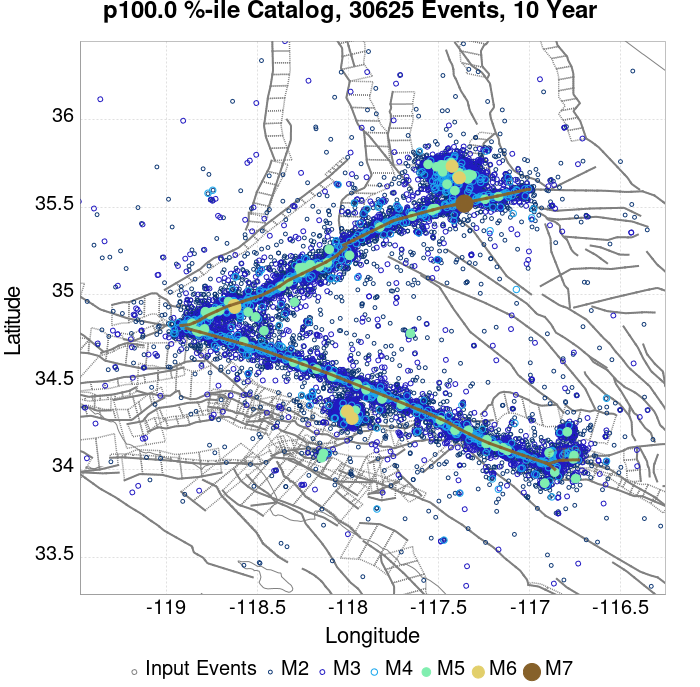 p100.0 %-ile Catalog, 30625 Events, 10 Year
36
35.5
35
34.5
34
33.5
Latitude
-119 -118.5 -118 -117.5 -117 -116.5
Longitude
Input Events M2 M3 M4 M5 M6 M7